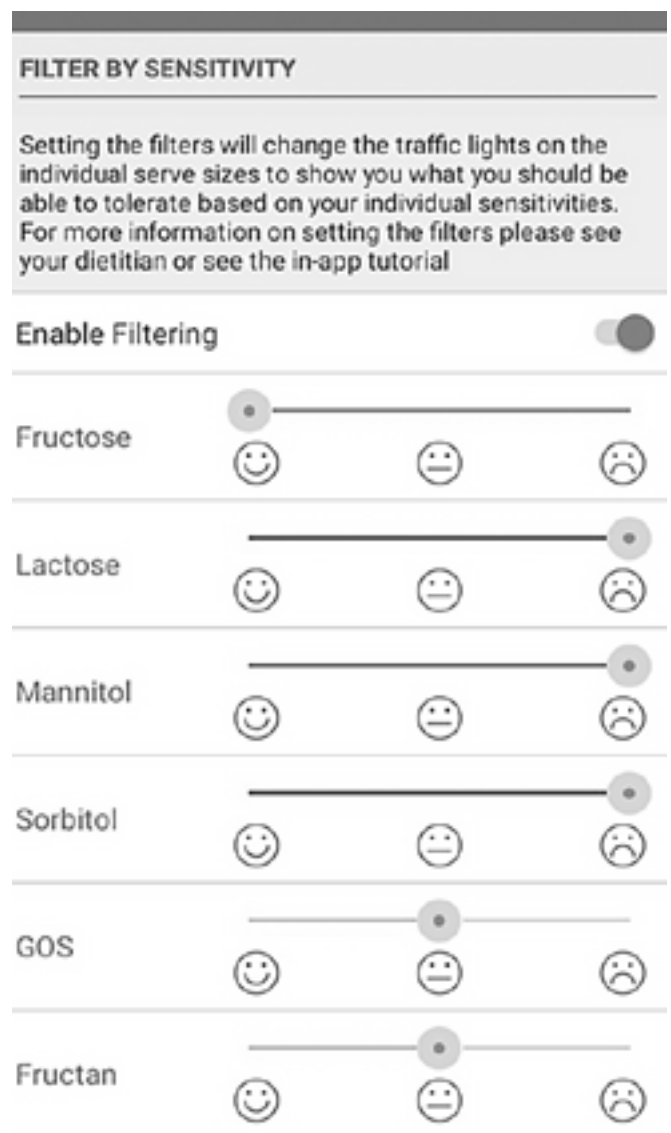 FILTER BY SENSITIVITY
Setting the filters will change the traffic lights on the
individual serve sizes to show you what you should be
able to tolerate based on your individual sensitivities.
For more information on setting the filters please see
your dietitian or see the in-app tutorial
Enable Filtering
Fructose
Lactose
Mannitol
Sorbitol
GOS
Fructan